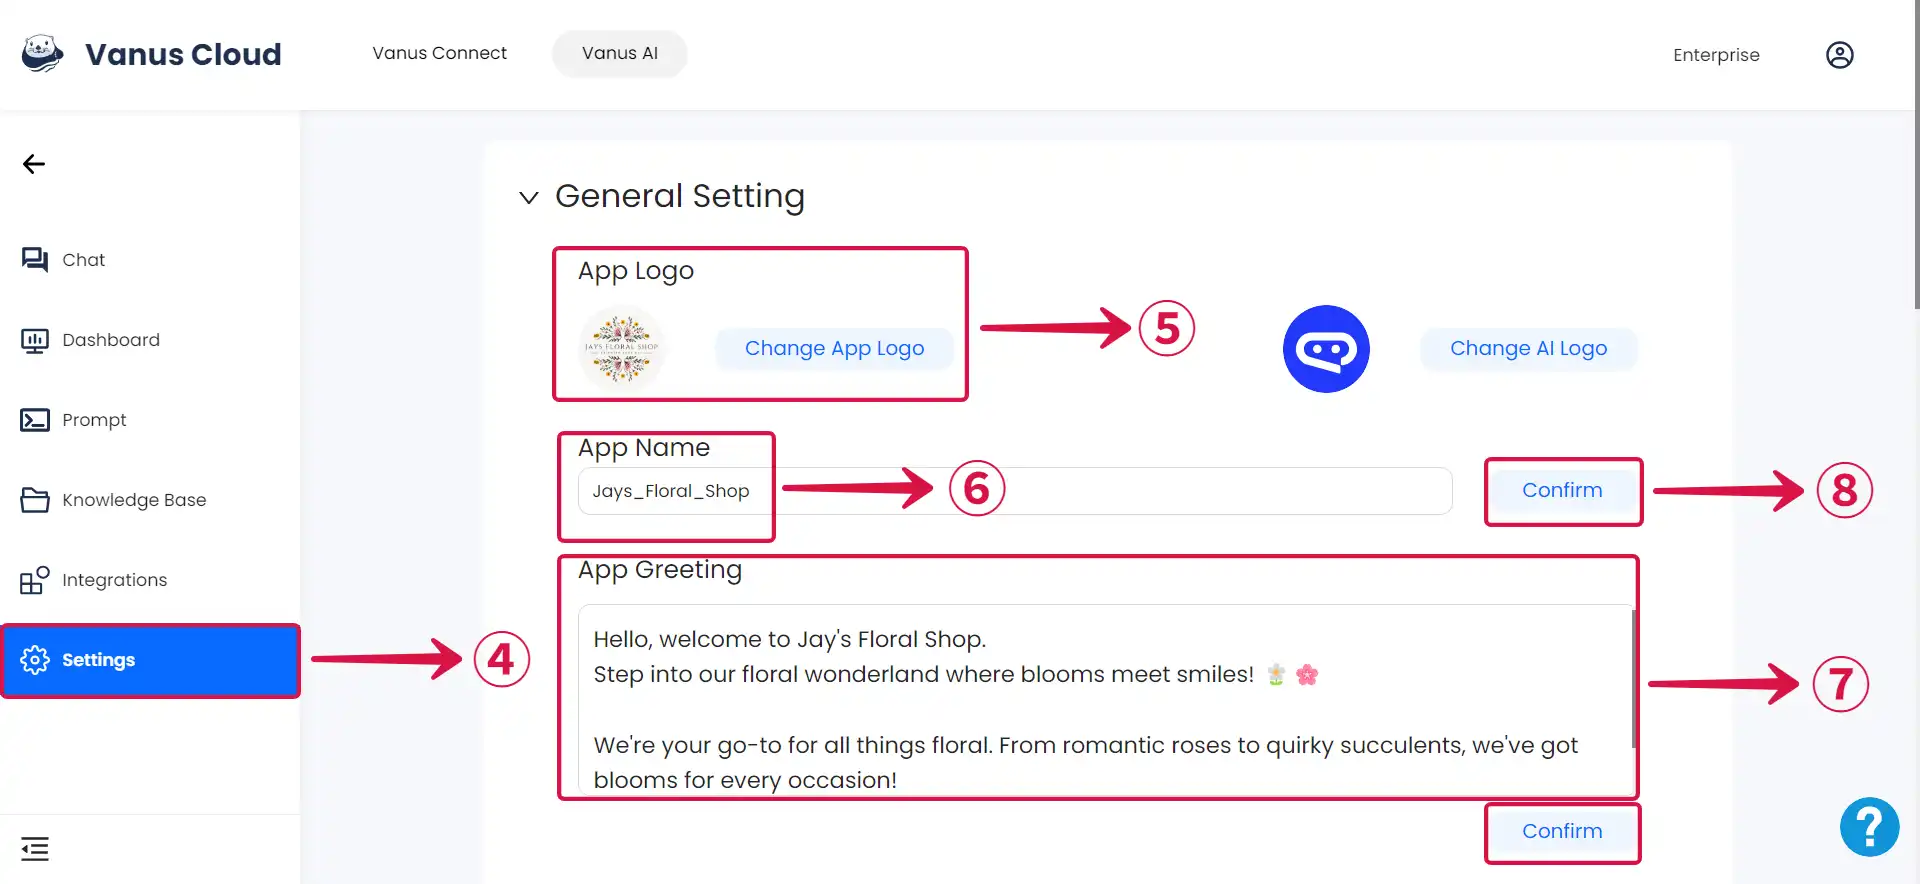 Vanus Cloud
Vanus Connect
Vanus AI
Enterprise
Chat
Dashboard
Prompt
Knowledge Base
Integrations
Settings
4
General Setting
App Logo
JAYS FLORAL SHOP
Change App Logo
5
Change AI Logo
App Name
Jays_Floral_Shop
6
Confirm
8
App Greeting
Hello, welcome to Jay's Floral Shop.
Step into our floral wonderland where blooms meet smiles! 🌼 🌸
We're your go-to for all things floral. From romantic roses to quirky succulents, we've got
blooms for every occasion!
7
Confirm
?